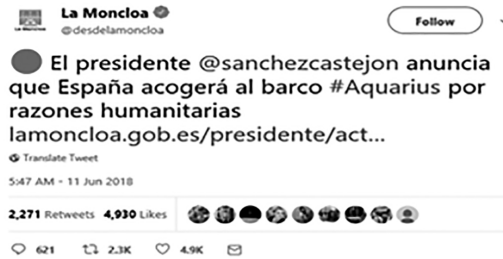 La Moncloa
Follow
La Moncloa
@desdelamoncloa
El presidente @sanchezcastejon anuncia
que España acogerá al barco #Aquarius por
razones humanitarias
lamoncloa.gob.es/presidente/act...
Translate Tweet
5:47 AM - 11 Jun 2018
2,271 Retweets 4,930 Likes
621 2.3K 4.9K